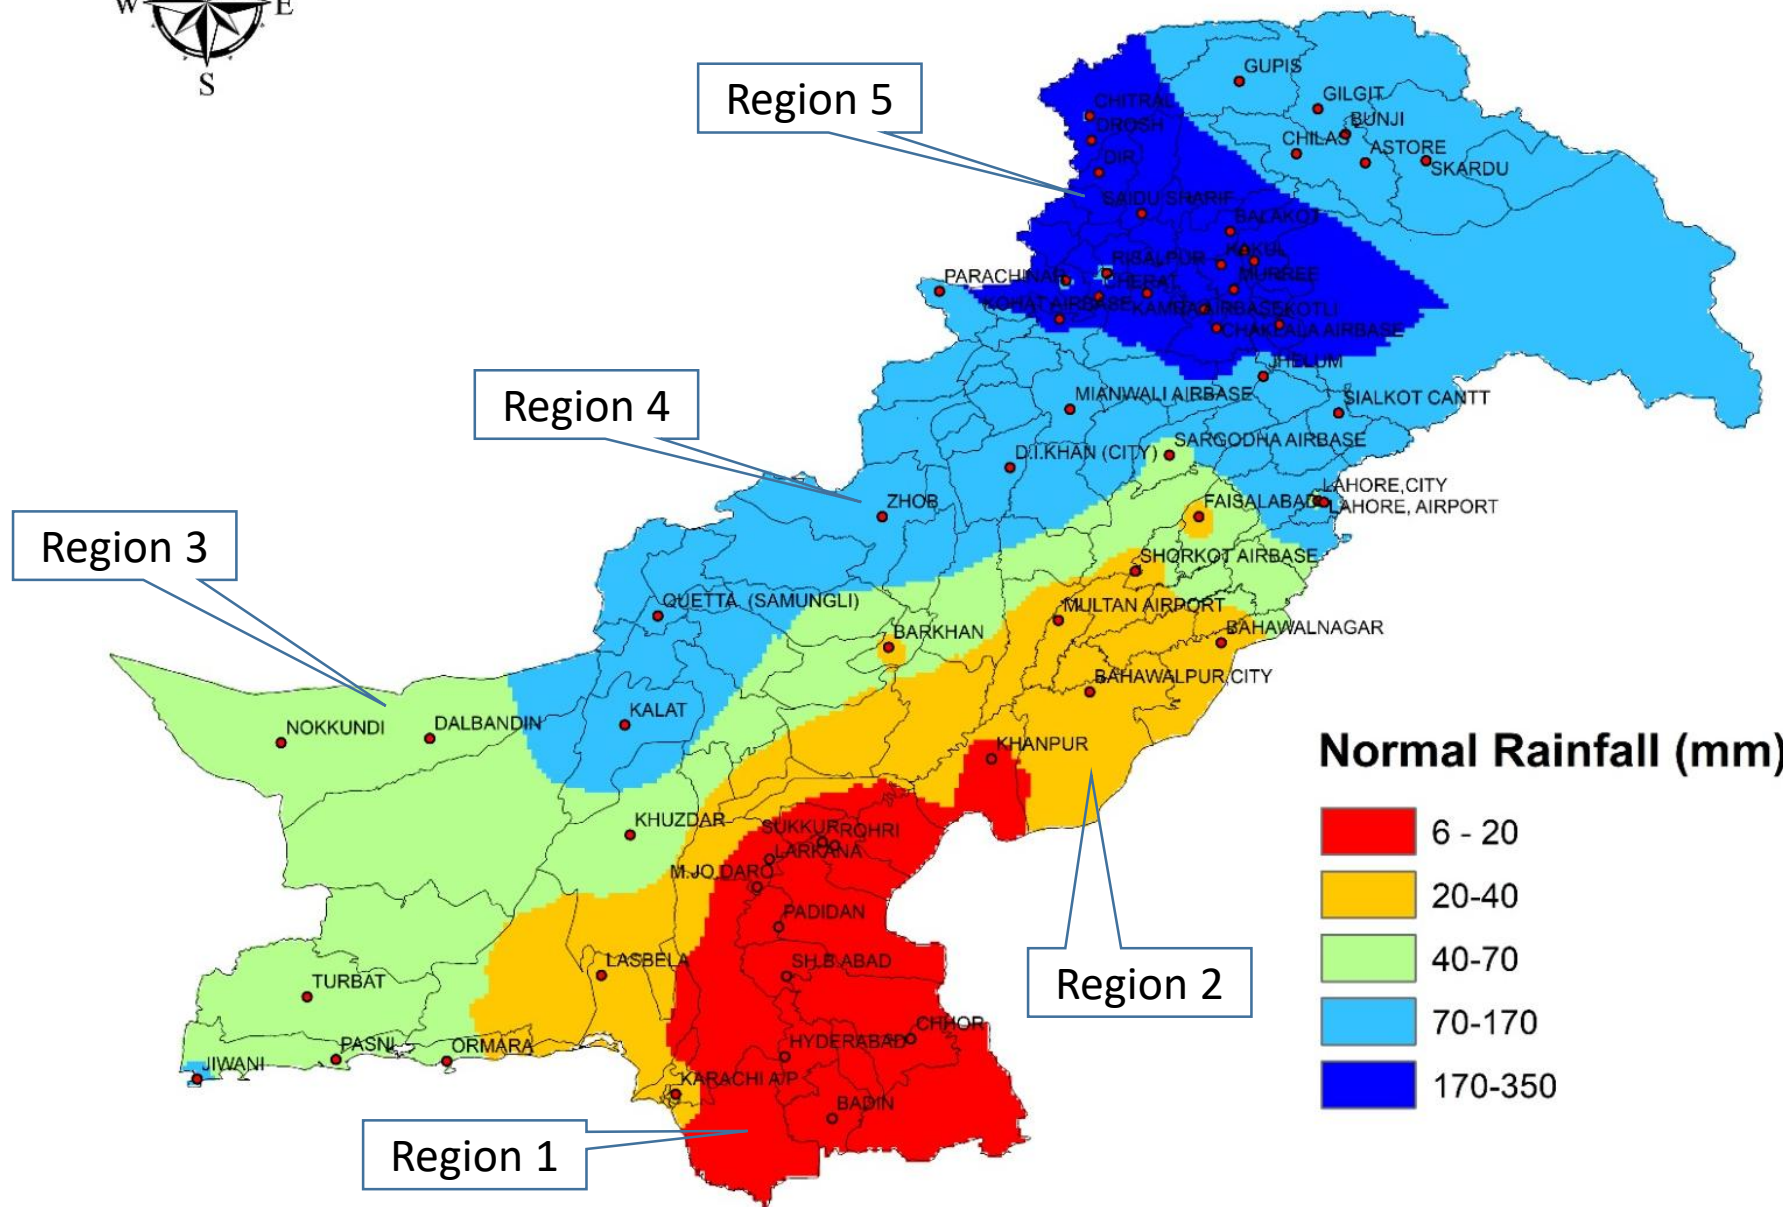 W
E
S
GUPIS
Region 5
GILGIT
CHITRAL
BUNJI
DROSH
CHILAS
ASTORE
DIR
SKARDU
SAIDU SHARIF
BALAKOT
KAKUL
RISALPUR
PARACHINAR
MURREE
CHERAT
KOHAT AIRBASE
KAMRA AIRBASE
KOTLI
CHAKLALA AIRBASE
JHELUM
Region 4
MIANWALI AIRBASE
SIALKOT CANTT
SARGODHA AIRBASE
D.I.KHAN (CITY)
LAHORE,CITY
ZHOB
FAISALABAD
LAHORE, AIRPORT
Region 3
SHORKOT AIRBASE
QUETTA (SAMUNGLI)
MULTAN AIRPORT
BARKHAN
BAHAWALNAGAR
BAHAWALPUR,CITY
KALAT
DALBANDIN
NOKKUNDI
KHANPUR
Normal Rainfall (mm)
KHUZDAR
SUKKUR
ROHRI
6 - 20
LARKANA
M.JO DARO
20-40
PADIDAN
40-70
LASBELA
SH.B.ABAD
TURBAT
Region 2
70-170
CHHOR
HYDERABAD
PASNI
ORMARA
JIWANI
KARACHI A/P
170-350
BADIN
Region 1